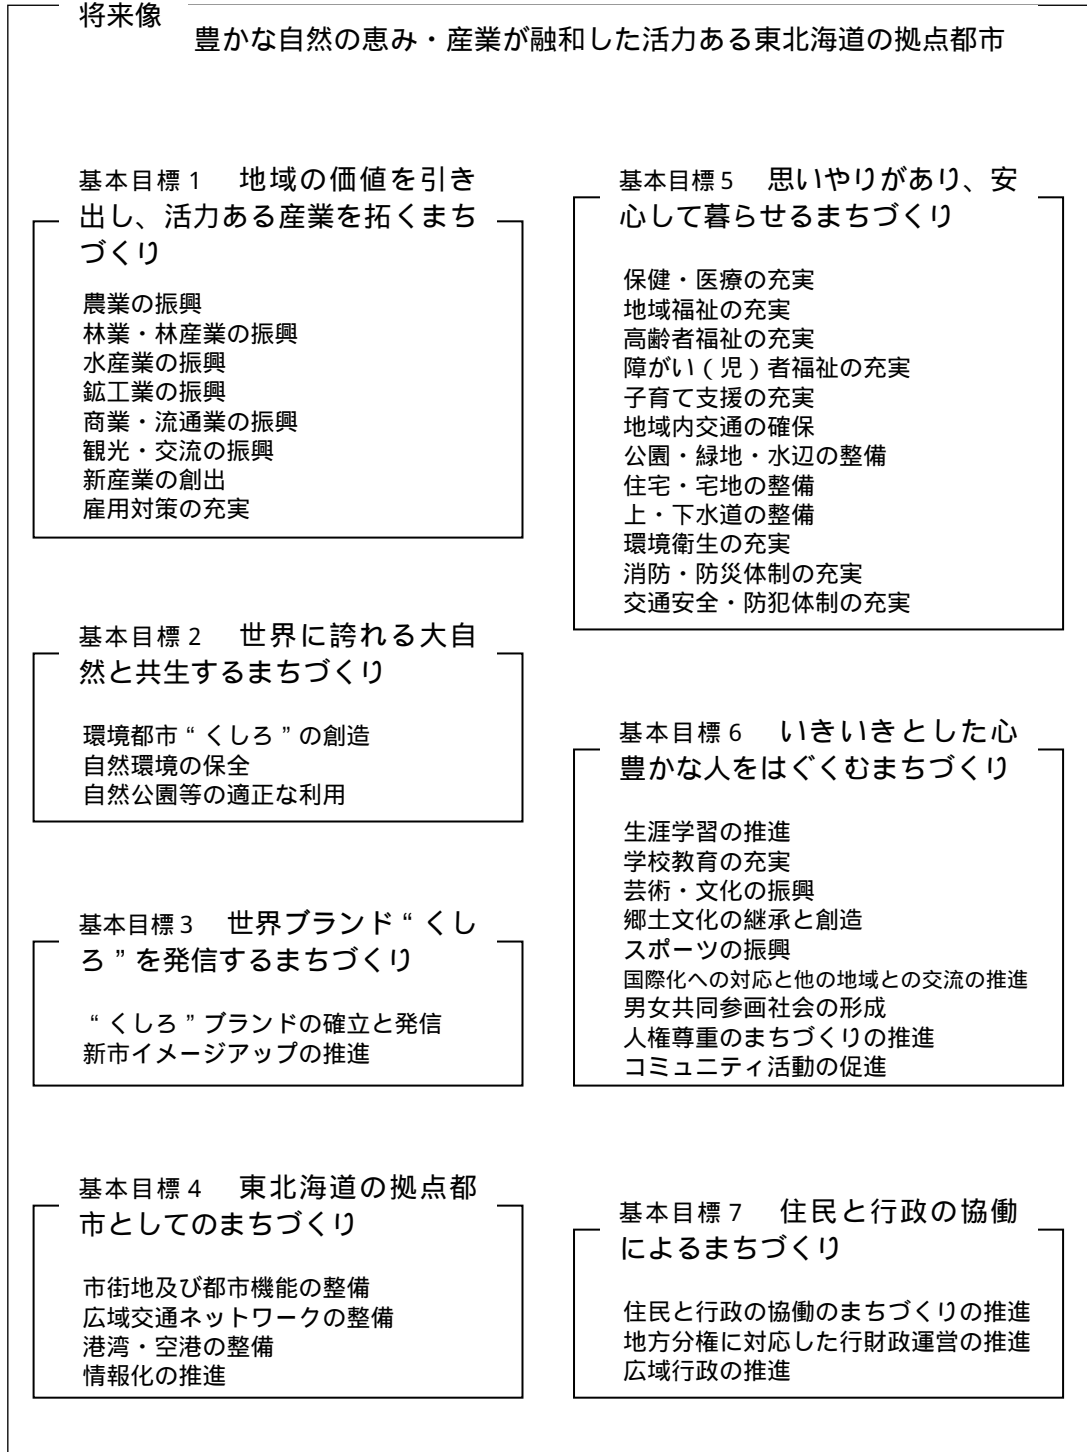 将来像
豊かな自然の恵み・産業が融和した活力ある東北海道の拠点都市
基本目標1　地域の価値を引き
出し、活力ある産業を拓くまち
づくり
農業の振興
林業・林産業の振興
水産業の振興
鉱工業の振興
商業・流通業の振興
観光・交流の振興
新産業の創出
雇用対策の充実
基本目標2　世界に誇れる大自
然と共生するまちづくり
環境都市“くしろ”の創造
自然環境の保全
自然公園等の適正な利用
基本目標3　世界ブランド“くし
ろ”を発信するまちづくり
“くしろ”ブランドの確立と発信
新市イメージアップの推進
基本目標4　東北海道の拠点都
市としてのまちづくり
市街地及び都市機能の整備
広域交通ネットワークの整備
港湾・空港の整備
情報化の推進
基本目標5　思いやりがあり、安
心して暮らせるまちづくり
保健・医療の充実
地域福祉の充実
高齢者福祉の充実
障がい(児)者福祉の充実
子育て支援の充実
地域内交通の確保
公園・緑地・水辺の整備
住宅・宅地の整備
上・下水道の整備
環境衛生の充実
消防・防災体制の充実
交通安全・防犯体制の充実
基本目標6　いきいきとした心
豊かな人をはぐくむまちづくり
生涯学習の推進
学校教育の充実
芸術・文化の振興
郷土文化の継承と創造
スポーツの振興
国際化への対応と他の地域との交流の推進
男女共同参画社会の形成
人権尊重のまちづくりの推進
コミュニティ活動の促進
基本目標7　住民と行政の協働
によるまちづくり
住民と行政の協働のまちづくりの推進
地方分権に対応した行財政運営の推進
広域行政の推進